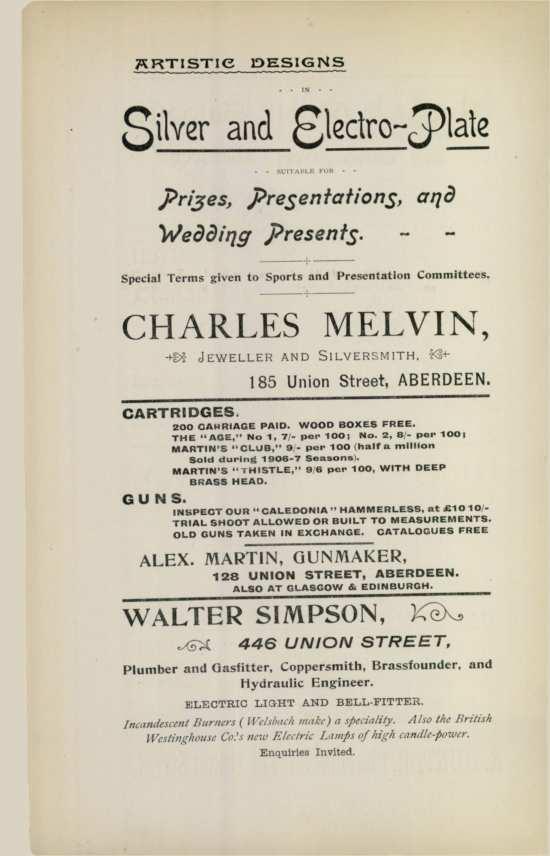 ARTISTIC DESIGNS
- - IN - -
Silver and Electro-Plate
- - SUITABLE FOR - -
Prizes, Presentations, and
Wedding Presents. - -
Special Terms given to Sports and Presentation Committees.
CHARLES MELVIN,
JEWELLER AND SILVERSMITH,
185 Union Street, ABERDEEN.
CARTRIDGES.
200 CARRIAGE PAID. WOOD BOXES FREE.
THE "AGE," No 1, 7/- per 100; No. 2, 8/- per 100;
MARTIN'S "CLUB," 9/- per 100 (half a million
Sold during 1906-7 Seasons).
MARTIN'S "THISTLE," 9/6 per 100, WITH DEEP
BRASS HEAD.
GUNS.
INSPECT OUR "CALEDONIA" HAMMERLESS, at £10 10/-
TRIAL SHOOT ALLOWED OR BUILT TO MEASUREMENTS.
OLD GUNS TAKEN IN EXCHANGE. CATALOGUES FREE
ALEX. MARTIN, GUNMAKER,
128 UNION STREET, ABERDEEN.
ALSO AT GLASGOW & EDINBURGH.
WALTER SIMPSON,
446 UNION STREET,
Plumber and Gasfitter, Coppersmith, Brassfounder, and
Hydraulic Engineer.
ELECTRIC LIGHT AND BELL-FITTER.
Incandescent Burners (Welsbach make) a speciality. Also the British
Westinghouse Co.'s new Electric Lamps of high candle-power.
Enquiries Invited.